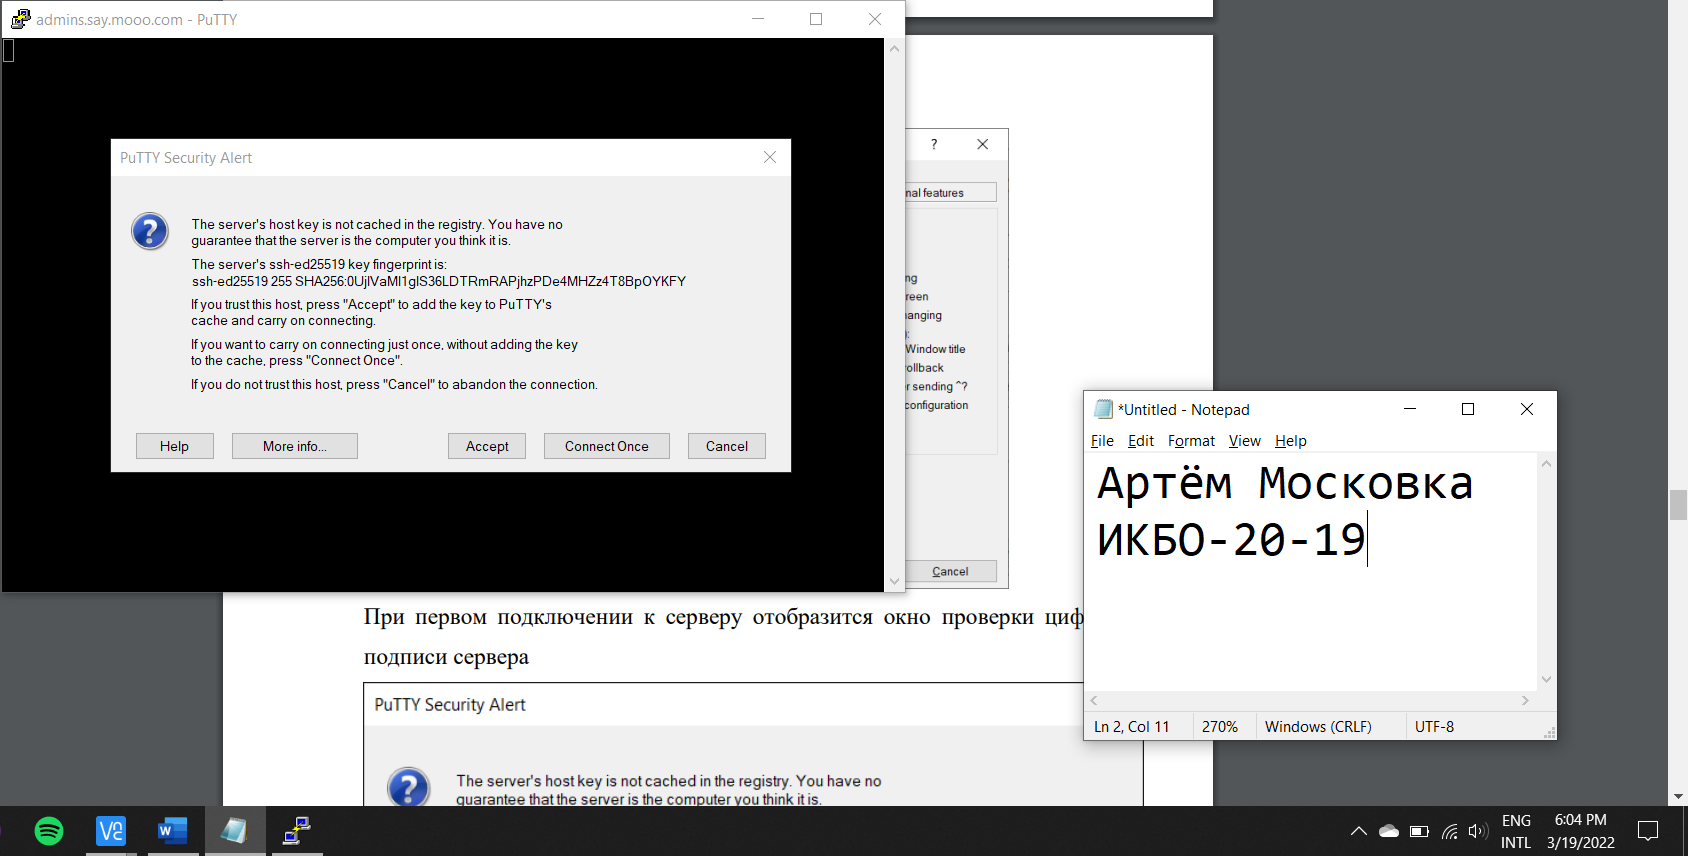 admins.say.mooo.com - PuTTY
PuTTY Security Alert
The server's host key is not cached in the registry. You have no
guarantee that the server is the computer you think it is.
The server's ssh-ed25519 key fingerprint is:
ssh-ed25519 255 SHA256:0UjlVaMl1glS36LDTRmRAPjhzPDe4MHZz4T8BpOYKFY
If you trust this host, press "Accept" to add the key to PuTTY's
cache and carry on connecting.
If you want to carry on connecting just once, without adding the key
to the cache, press "Connect Once".
If you do not trust this host, press "Cancel" to abandon the connection.
Help More info... Accept Connect Once Cancel
?
nal features
ng
reen
anging
):
Window title
ollback
r sending ^?
configuration
Cancel
*Untitled - Notepad
File Edit Format View Help
Артём Московка
ИКБО-20-19
Ln 2, Col 11 270% Windows (CRLF) UTF-8
При первом подключении к серверу отобразится окно проверки циф
подписи сервера
PuTTY Security Alert
The server's host key is not cached in the registry. You have no
guarantee that the server is the computer you think it is.
ENG
INTL
6:04 PM
3/19/2022